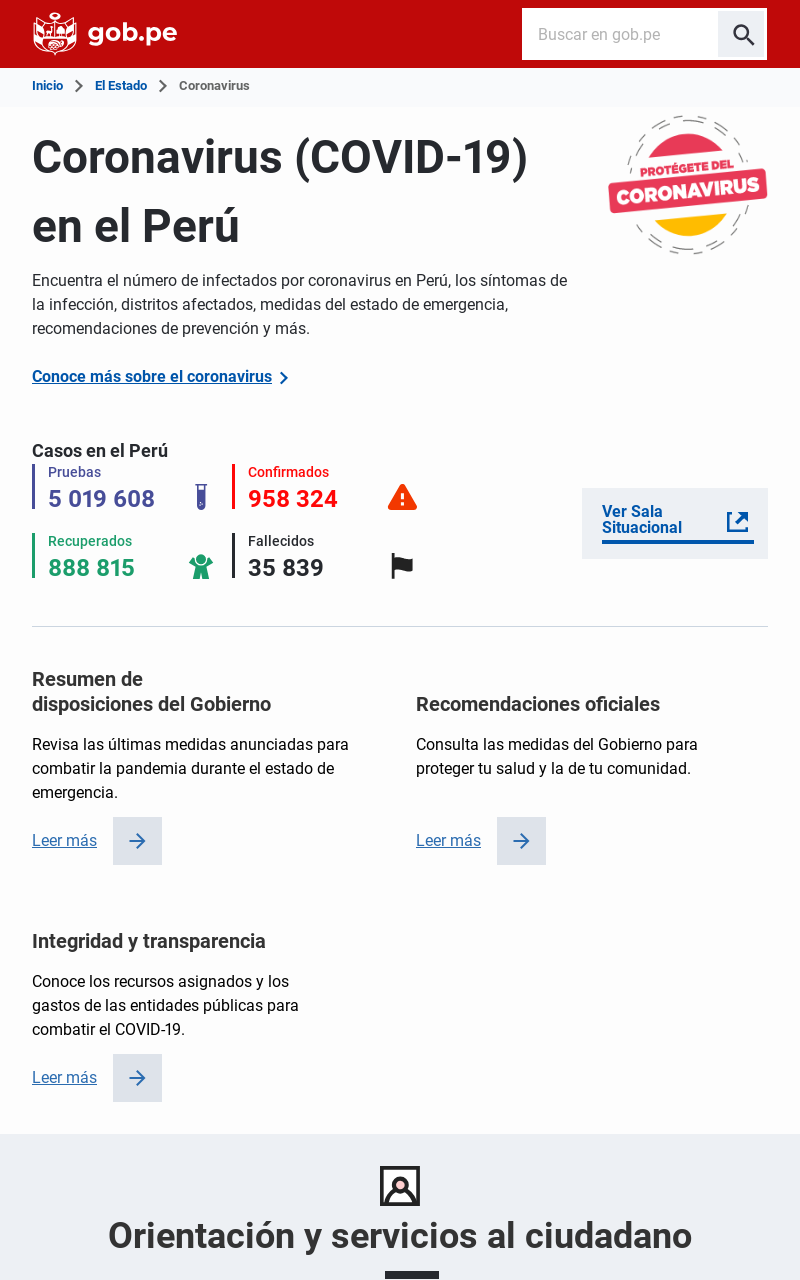 gob.pe
Buscar en gob.pe
Inicio
El Estado
Coronavirus
Coronavirus (COVID-19)
en el Perú
PROTÉGETE DEL
CORONAVIRUS
Encuentra el número de infectados por coronavirus en Perú, los síntomas de
la infección, distritos afectados, medidas del estado de emergencia,
recomendaciones de prevención y más.
Conoce más sobre el coronavirus
Casos en el Perú
Pruebas
5 019 608
Confirmados
958 324
Recuperados
888 815
Fallecidos
35 839
Ver Sala
Situacional
Resumen de
disposiciones del Gobierno
Revisa las últimas medidas anunciadas para
combatir la pandemia durante el estado de
emergencia.
Leer más
Recomendaciones oficiales
Consulta las medidas del Gobierno para
proteger tu salud y la de tu comunidad.
Leer más
Integridad y transparencia
Conoce los recursos asignados y los
gastos de las entidades públicas para
combatir el COVID-19.
Leer más
Orientación y servicios al ciudadano